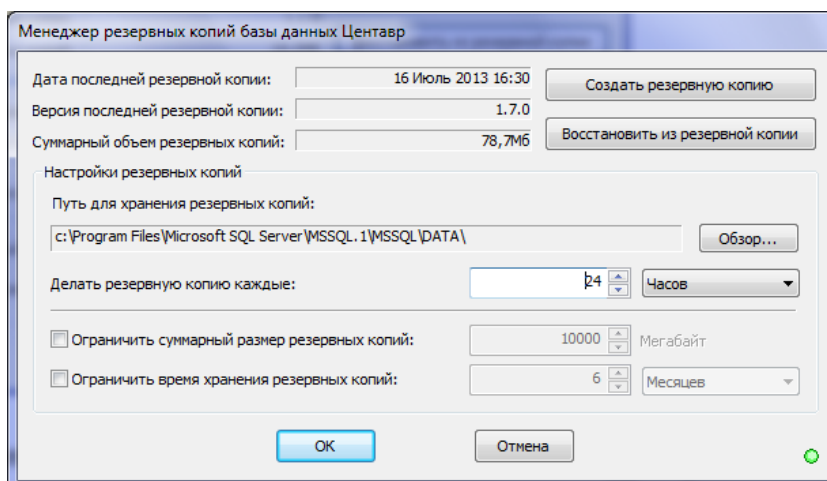 Менеджер резервных копий базы данных Центавр
Дата последней резервной копии: 16 Июль 2013 16:30
Создать резервную копию
Версия последней резервной копии: 1.7.0
Суммарный объем резервных копий: 78,7Мб
Восстановить из резервной копии
Настройки резервных копий
Путь для хранения резервных копий:
c:\Program Files\Microsoft SQL Server\MSSQL.1\MSSQL\DATA\ Обзор...
Делать резервную копию каждые: 24 Часов
Ограничить суммарный размер резервных копий: 10000 Мегабайт
Ограничить время хранения резервных копий: 6 Месяцев
OK Отмена